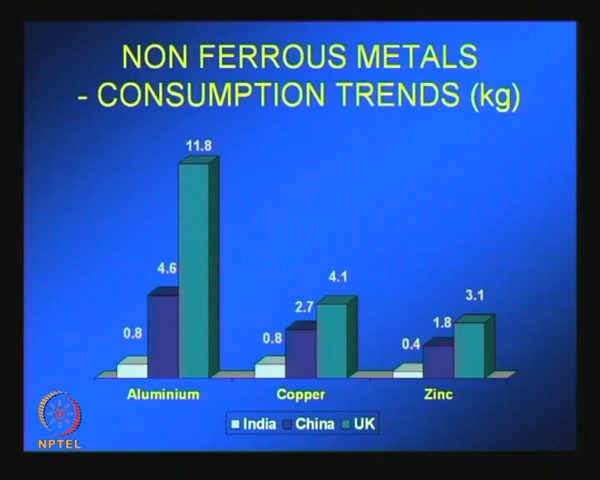 NON FERROUS METALS
- CONSUMPTION TRENDS (kg)
11.8
4.6
0.8
4.1
2.7
0.8
3.1
1.8
0.4
Aluminium Copper Zinc
India China UK
NPTEL